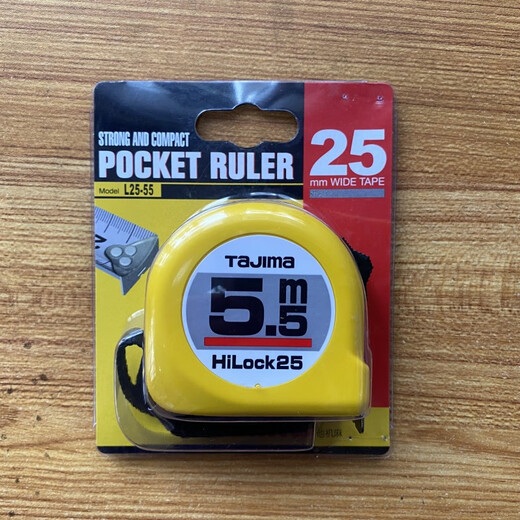 STRONG AND COMPACT
POCKET RULER
Model L25-55
25
mm WIDE TAPE
TaJIma
5.5m
HiLock25